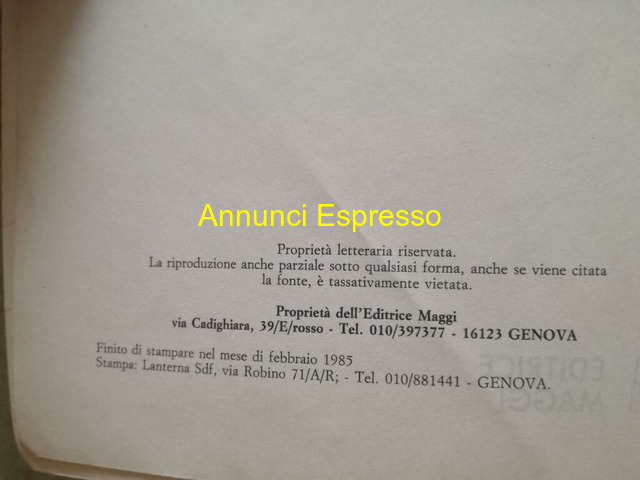 Annunci Espresso
Proprietà letteraria riservata.
La riproduzione anche parziale sotto qualsiasi forma, anche se viene citata
la fonte, è tassativamente vietata.
Proprietà dell'Editrice Maggi
via Cadighiara, 39/E/rosso - Tel. 010/397377 - 16123 GENOVA
Finito di stampare nel mese di febbraio 1985
Stampa: Lanterna Sdf, via Robino 71/A/R; - Tel. 010/881441 - GENOVA.
EDITRICE
MAGGI